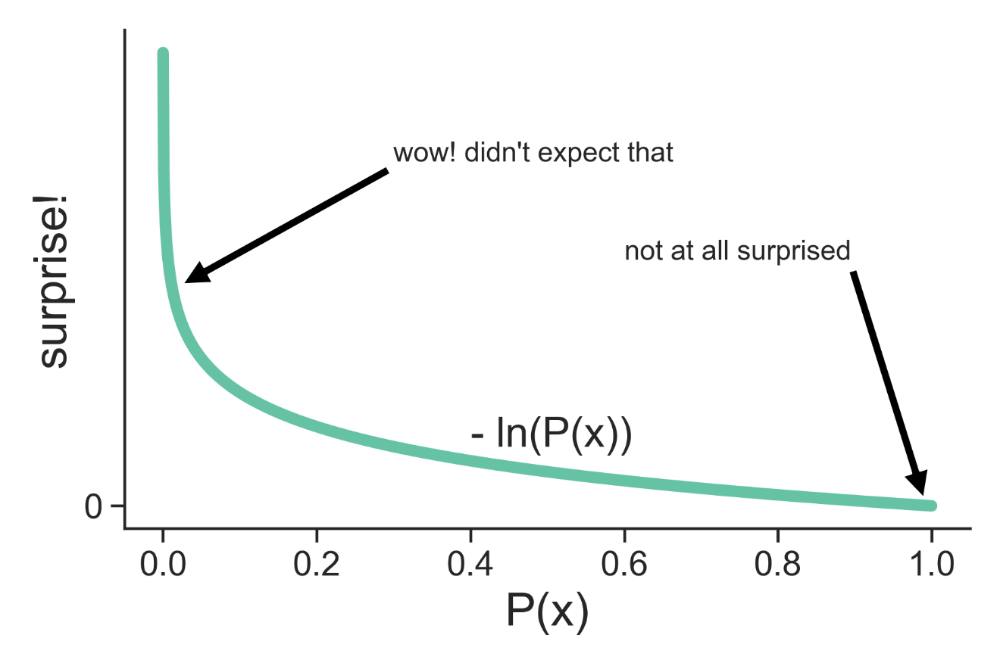 wow! didn't expect that
not at all surprised
surprise!
- ln(P(x))
0
0.0 0.2 0.4 0.6 0.8 1.0
P(x)